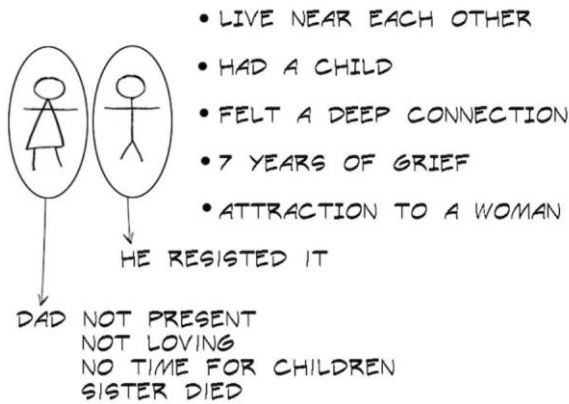 • LIVE NEAR EACH OTHER
• HAD A CHILD
• FELT A DEEP CONNECTION
• 7 YEARS OF GRIEF
• ATTRACTION TO A WOMAN
HE RESISTED IT
DAD NOT PRESENT
NOT LOVING
NO TIME FOR CHILDREN
SISTER DIED